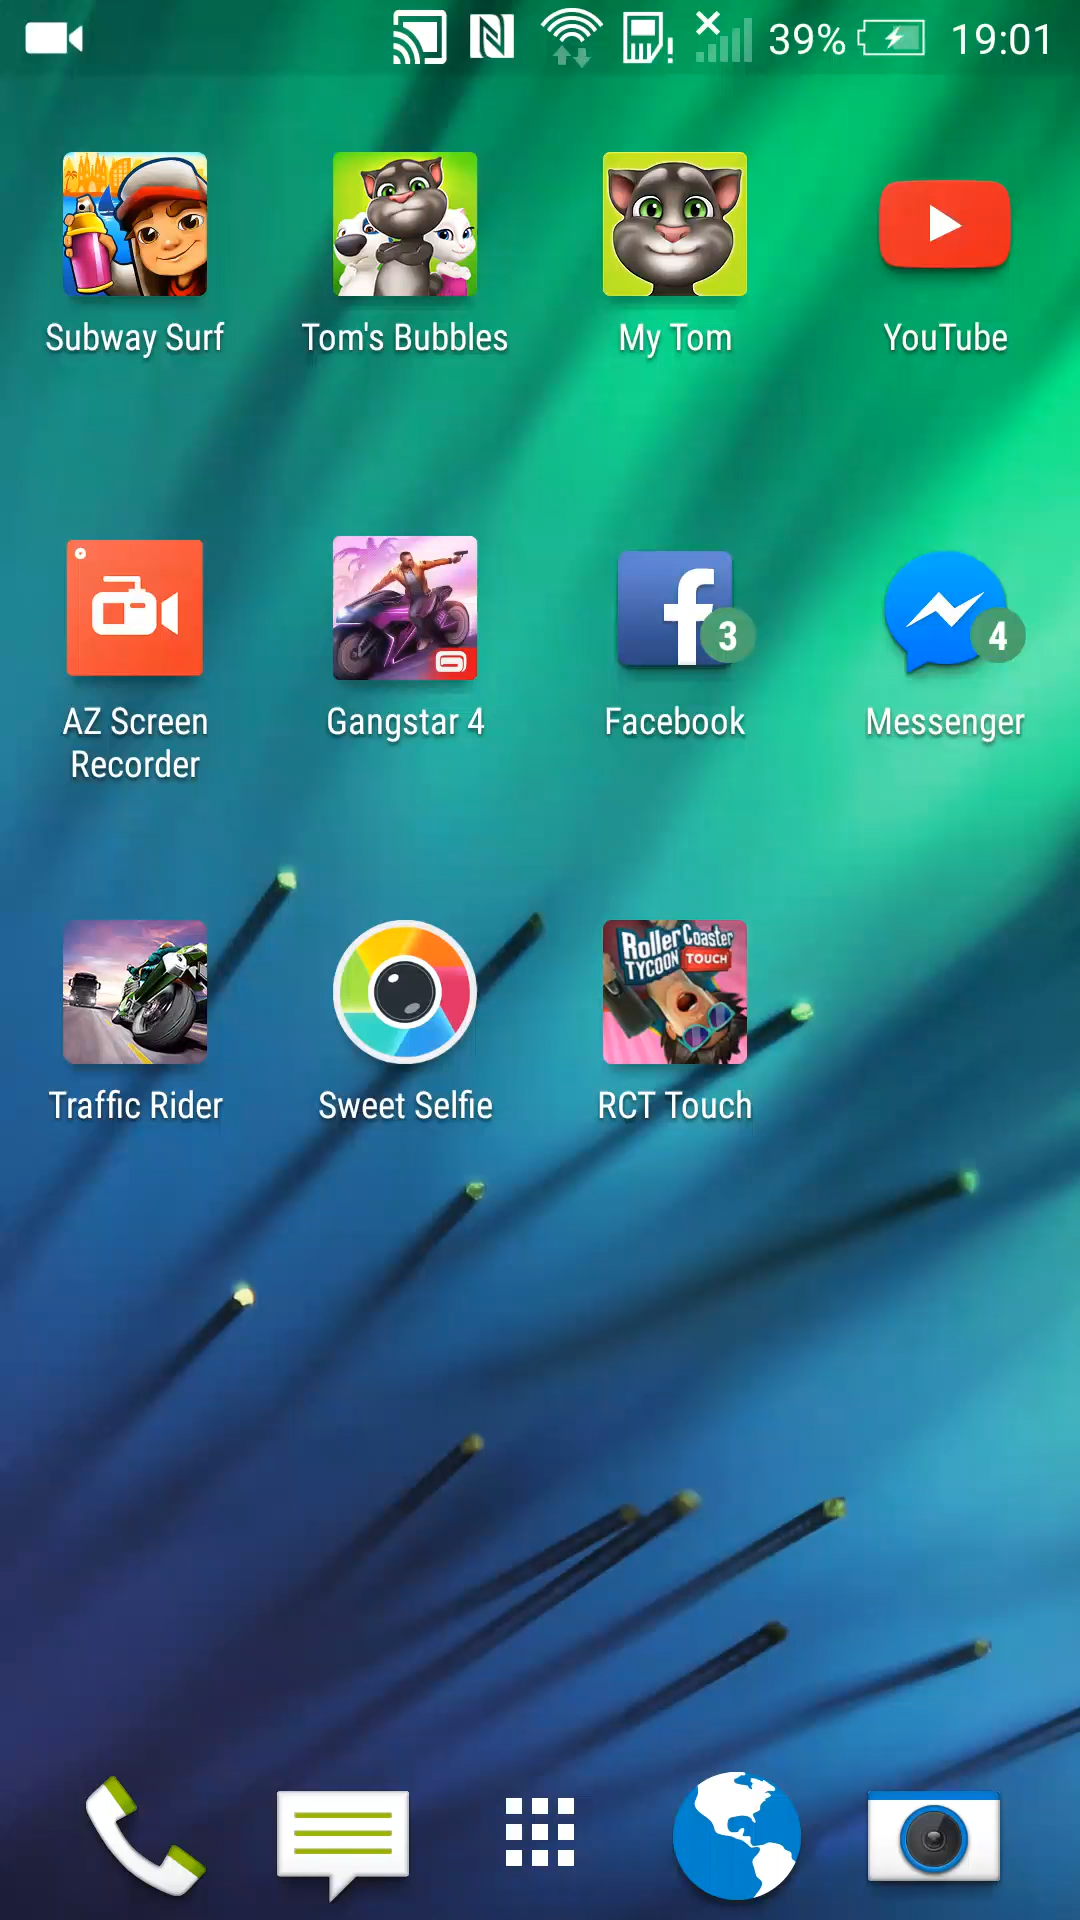 39% 19:01
Subway Surf Tom's Bubbles My Tom YouTube
3 4
AZ Screen Recorder
Gangstar 4 Facebook Messenger
Roller Coaster
TYCOON TOUCH
Traffic Rider Sweet Selfie RCT Touch